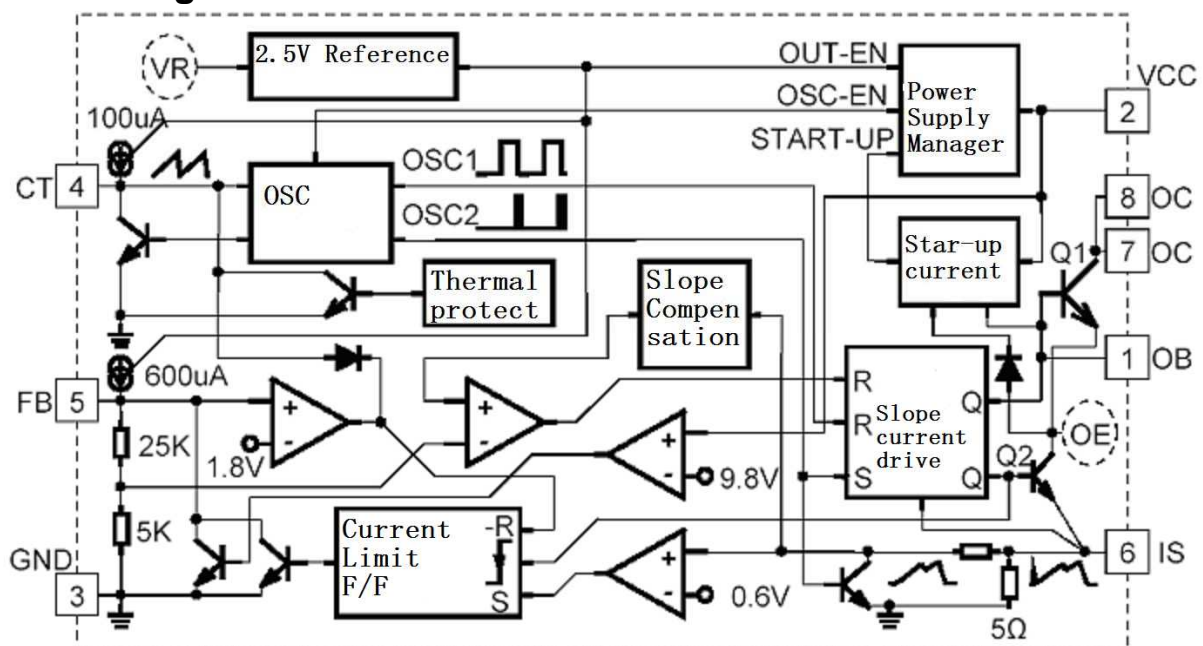 2.5V Reference
VR
OUT-EN
OSC-EN
START-UP
Power
Supply
Manager
VCC
2
100uA
CT 4
OSC
OSC1
OSC2
8 OC
7 OC
Star-up
current
Q1
Thermal
protect
Slope
Compen
sation
1 OB
600uA
FB 5
+
-
1.8V
+
-
+
-
9.8V
R
R
S
Slope
current
drive
Q
Q
OE
Q2
25K
5K
GND
3
Current
Limit
F/F
-R
S
+
-
0.6V
6 IS
5Ω